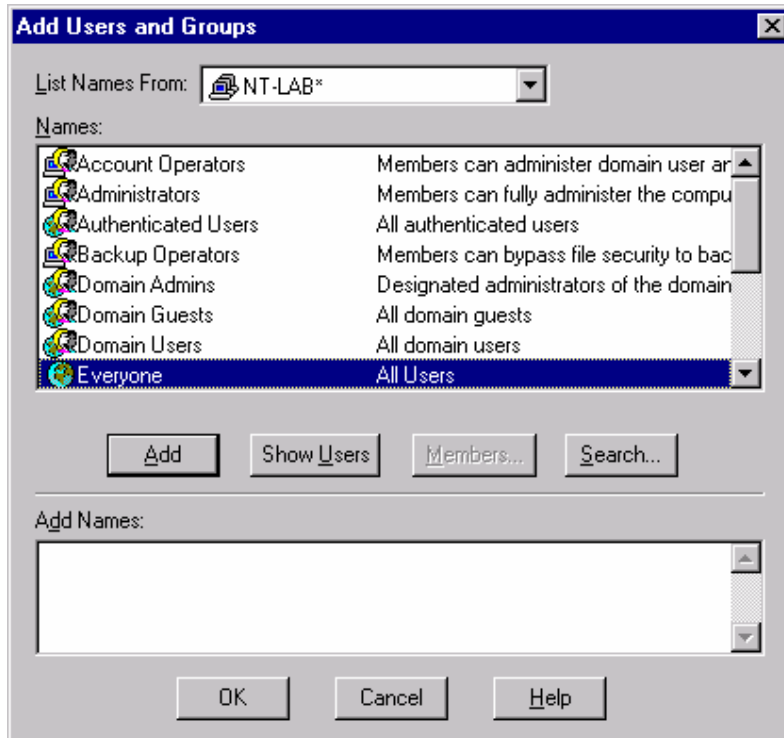 Add Users and Groups
List Names From: NT-LAB*
Names:
Account Operators Members can administer domain user ar
Administrators Members can fully administer the compu
Authenticated Users All authenticated users
Backup Operators Members can bypass file security to bac
Domain Admins Designated administrators of the domain
Domain Guests All domain guests
Domain Users All domain users
Everyone All Users
Add Show Users Members... Search...
Add Names:
OK Cancel Help